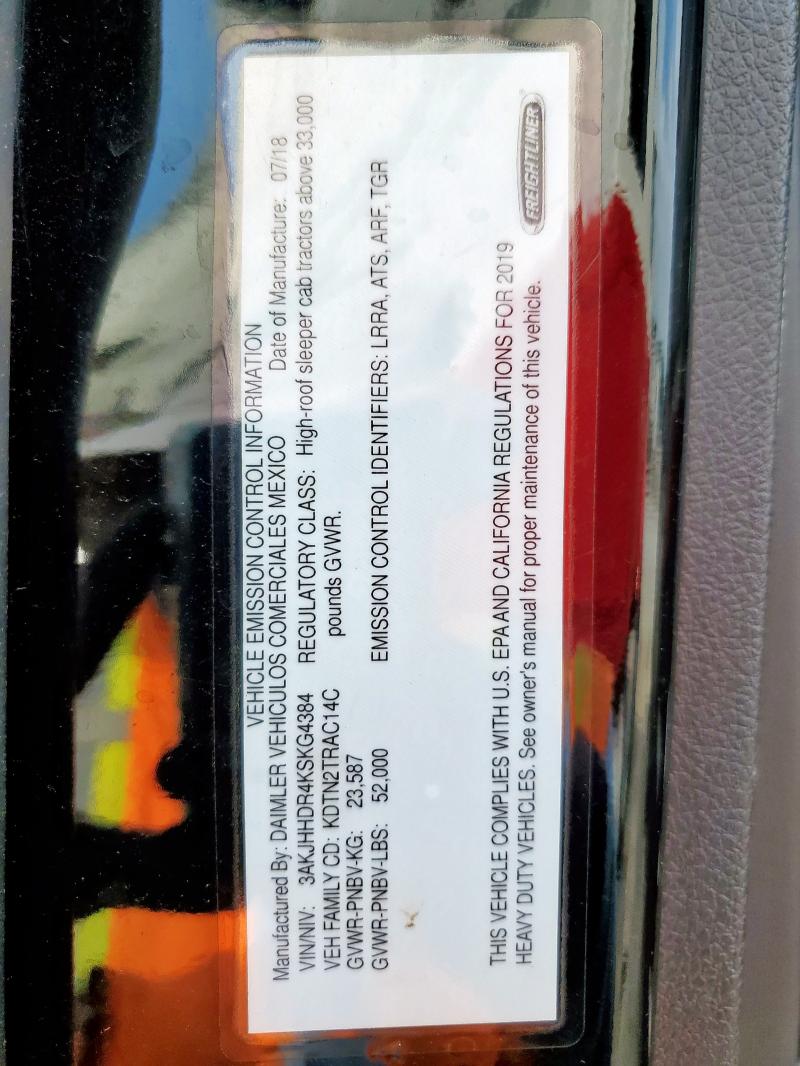 VEHICLE EMISSION CONTROL INFORMATION
Manufactured By: DAIMLER VEHICULOS COMERCIALES MEXICO Date of Manufacture: 07/18
VIN/NIV: 3AKJHHDR4KSKG4384 REGULATORY CLASS: High-roof sleeper cab tractors above 33,000
VEH FAMILY CD: KDTN2TRAC14C pounds GVWR.
GVWR-PNBV-KG: 23,587
GVWR-PNBV-LBS: 52,000 EMISSION CONTROL IDENTIFIERS: LRRA, ATS, ARF, TGR
THIS VEHICLE COMPLIES WITH U.S. EPA AND CALIFORNIA REGULATIONS FOR 2019
HEAVY DUTY VEHICLES. See owner's manual for proper maintenance of this vehicle.
FREIGHTLINER